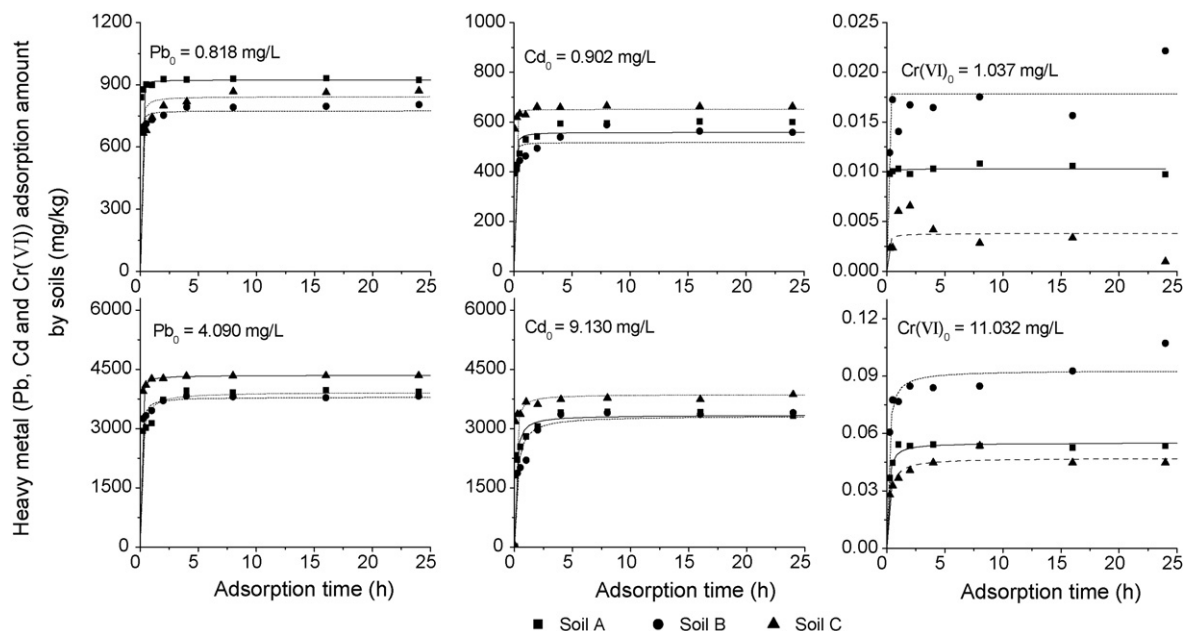 Heavy metal (Pb, Cd and Cr(VI)) adsorption amount
by soils (mg/kg)
1200
900
600
300
0
Pb₀ = 0.818 mg/L
0 5 10 15 20 25
1000
800
600
400
200
0
Cd₀ = 0.902 mg/L
0 5 10 15 20 25
0.025
0.020
0.015
0.010
0.005
0.000
Cr(VI)₀ = 1.037 mg/L
0 5 10 15 20 25
6000
4500
3000
1500
0
Pb₀ = 4.090 mg/L
0 5 10 15 20 25
Adsorption time (h)
6000
4500
3000
1500
0
Cd₀ = 9.130 mg/L
0 5 10 15 20 25
Adsorption time (h)
0.12
0.09
0.06
0.03
0.00
Cr(VI)₀ = 11.032 mg/L
0 5 10 15 20 25
Adsorption time (h)
Soil A Soil B Soil C